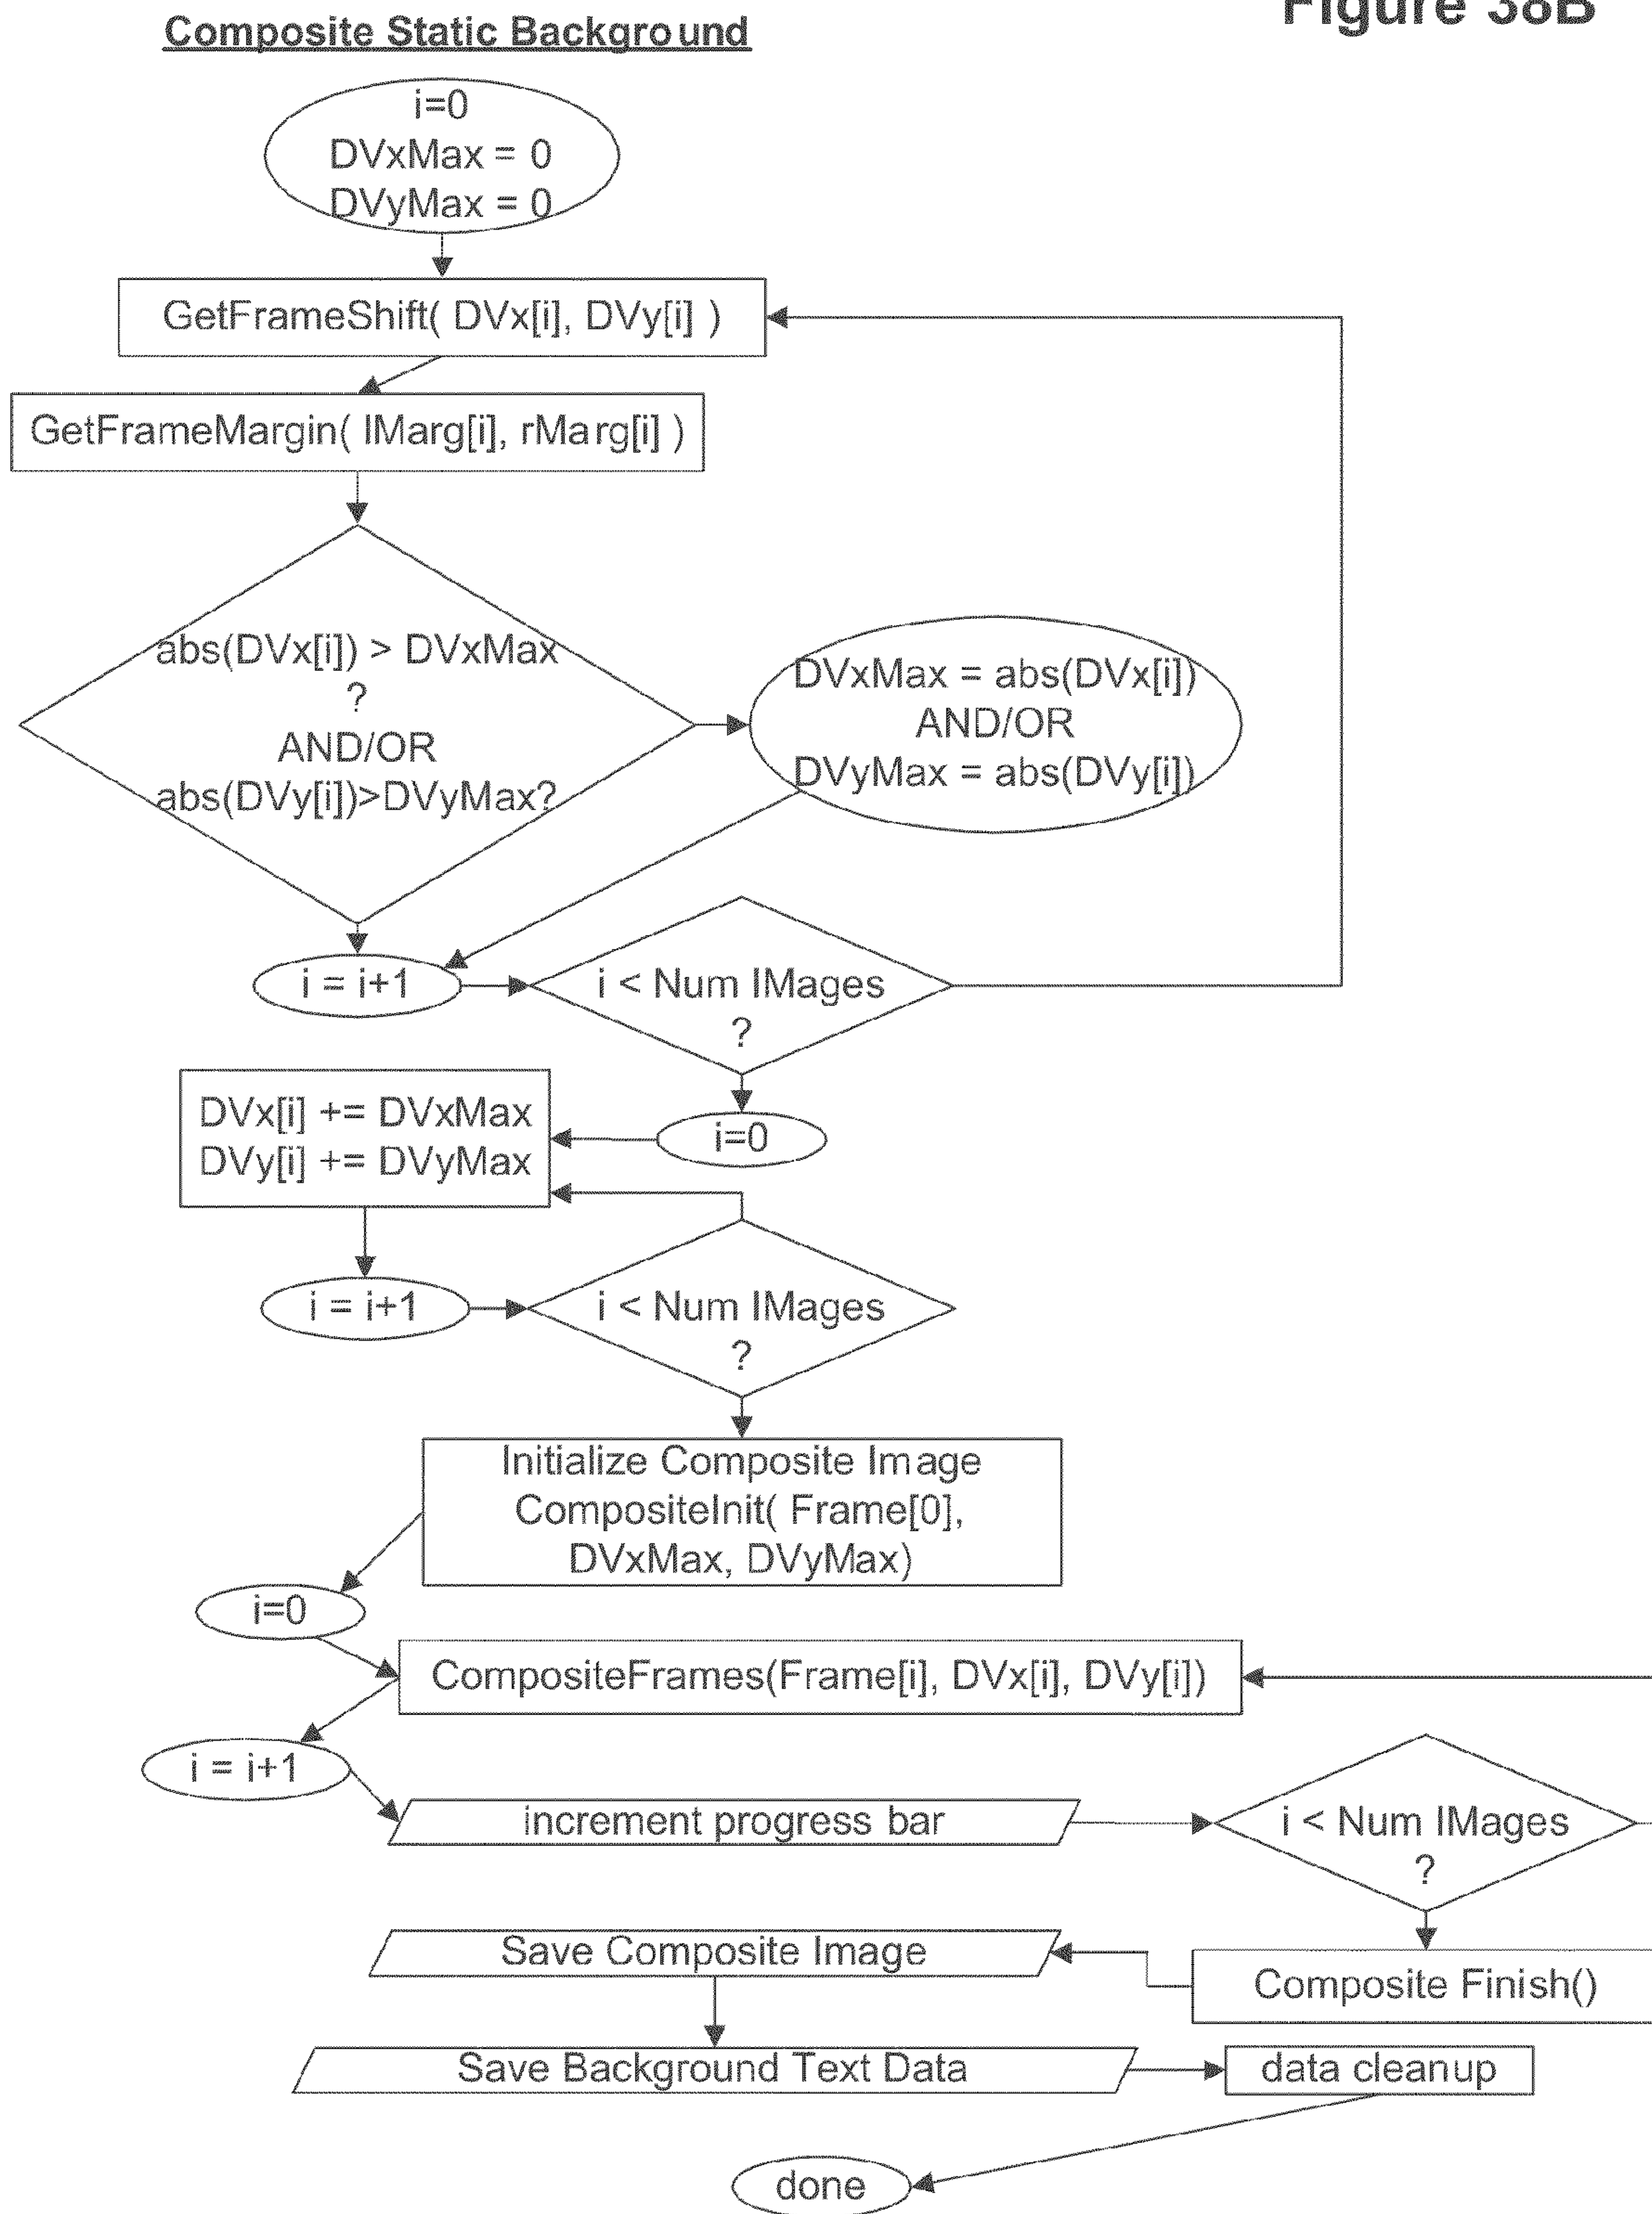 Figure 38B
Composite Static Background
i=0
DVxMax = 0
DVyMax = 0
GetFrameShift( DVx[i], DVy[i] )
GetFrameMargin( lMarg[i], rMarg[i] )
abs(DVx[i]) > DVxMax
?
AND/OR
abs(DVy[i])>DVyMax?
DVxMax = abs(DVx[i])
AND/OR
DVyMax = abs(DVy[i])
i = i+1
i < Num IMages
?
i=0
DVx[i] += DVxMax
DVy[i] += DVyMax
i = i+1
i < Num IMages
?
Initialize Composite Image
CompositeInit( Frame[0],
DVxMax, DVyMax)
i=0
CompositeFrames(Frame[i], DVx[i], DVy[i])
i = i+1
increment progress bar
i < Num IMages
?
Composite Finish()
Save Composite Image
Save Background Text Data
data cleanup
done